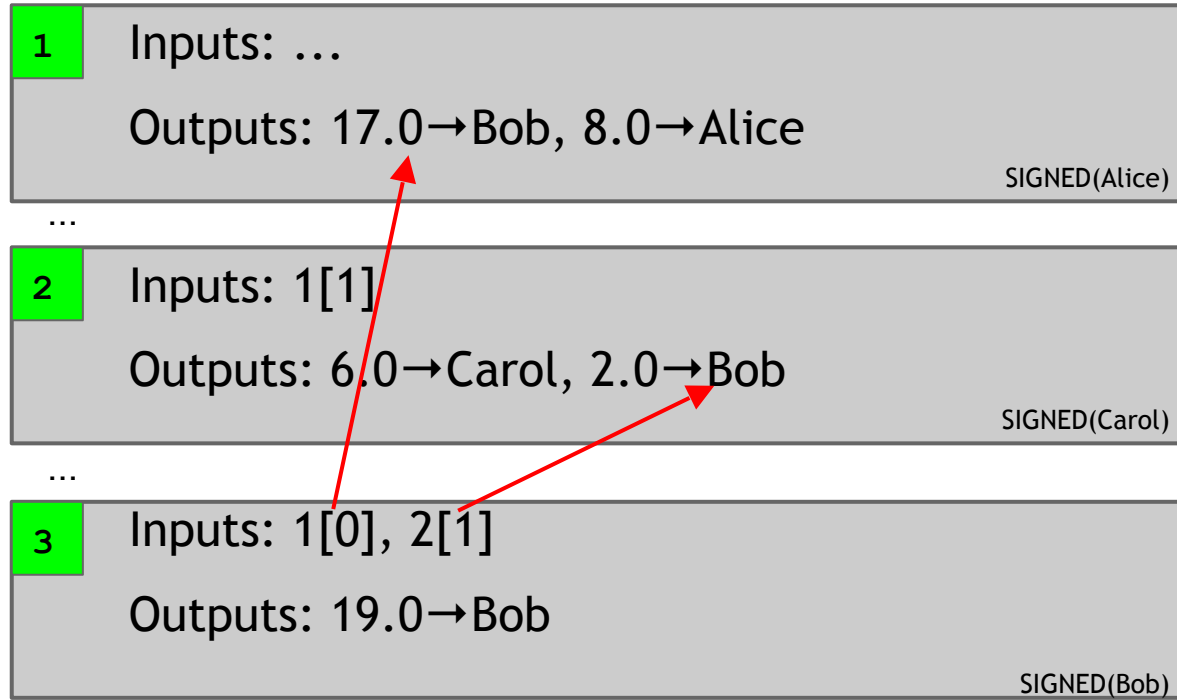 1 Inputs: ...
Outputs: 17.0→Bob, 8.0→Alice
SIGNED(Alice)
...
2 Inputs: 1[1]
Outputs: 6.0→Carol, 2.0→Bob
SIGNED(Carol)
...
3 Inputs: 1[0], 2[1]
Outputs: 19.0→Bob
SIGNED(Bob)